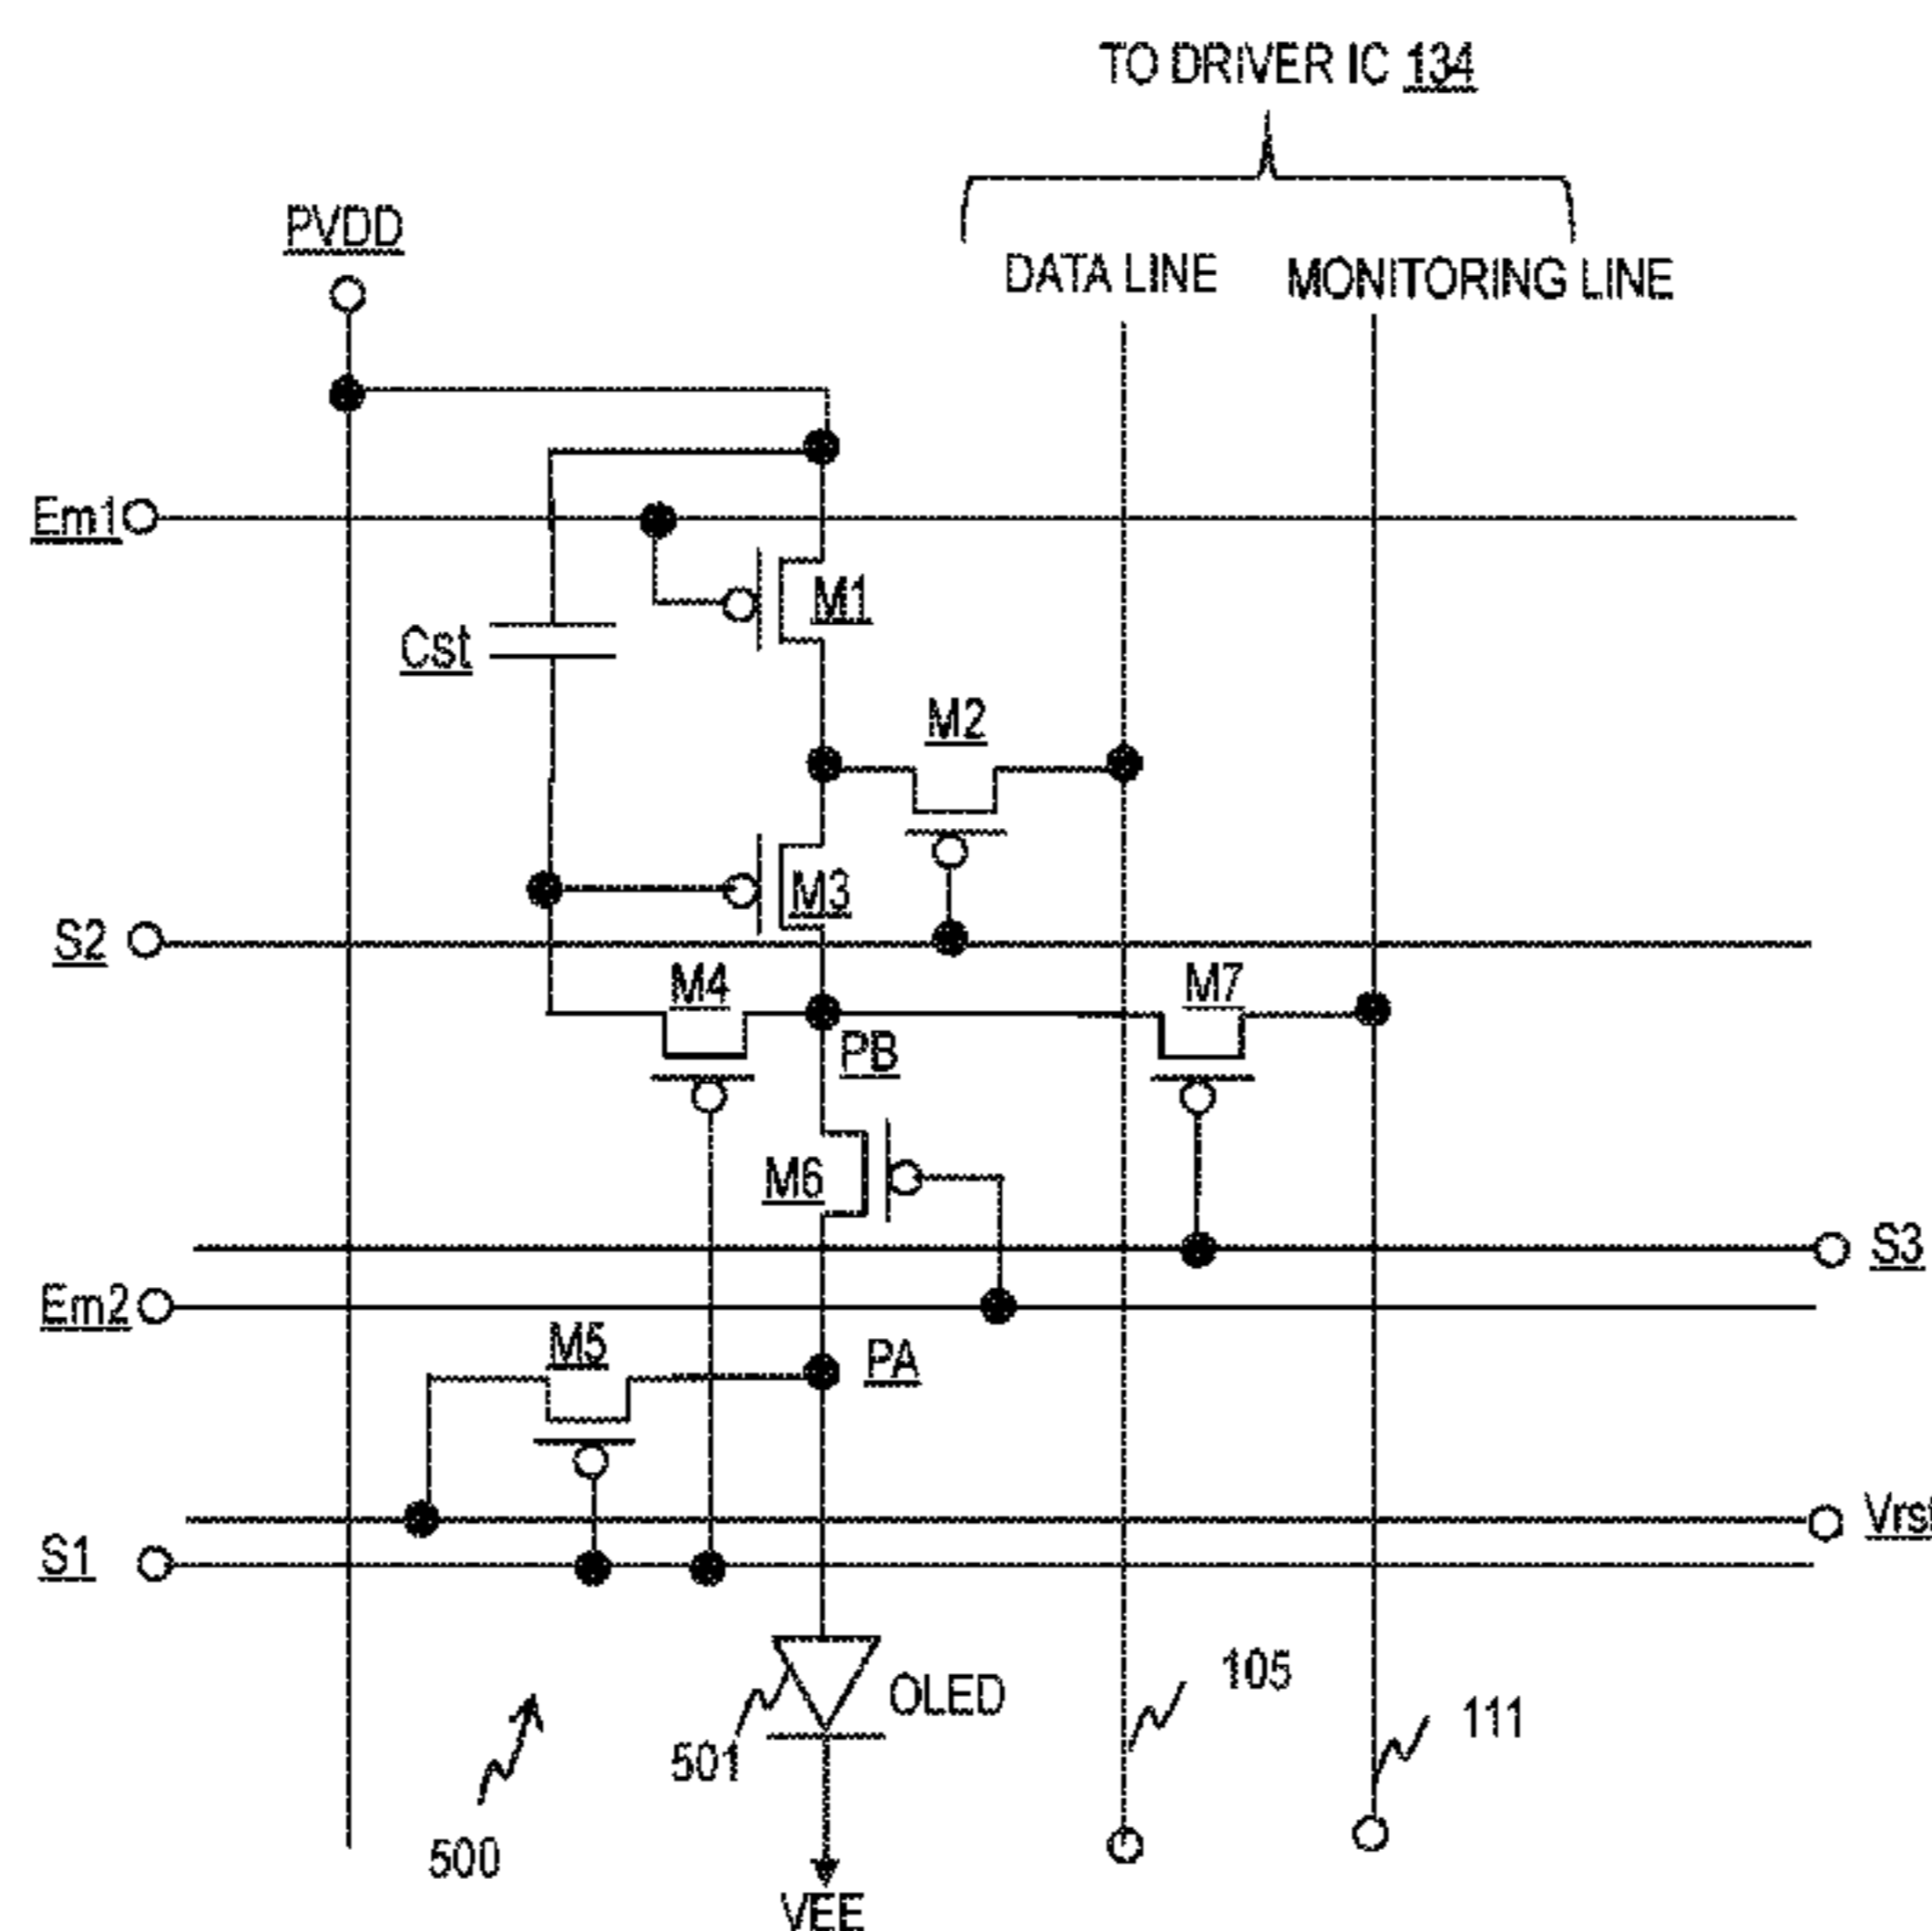 TO DRIVER IC 134
PVDD
DATA LINE
MONITORING LINE
Em1
M1
Cst
M2
M3
S2
M4
M7
PB
M6
S3
Em2
M5
PA
Vrst
S1
105
OLED
111
501
500
VEE